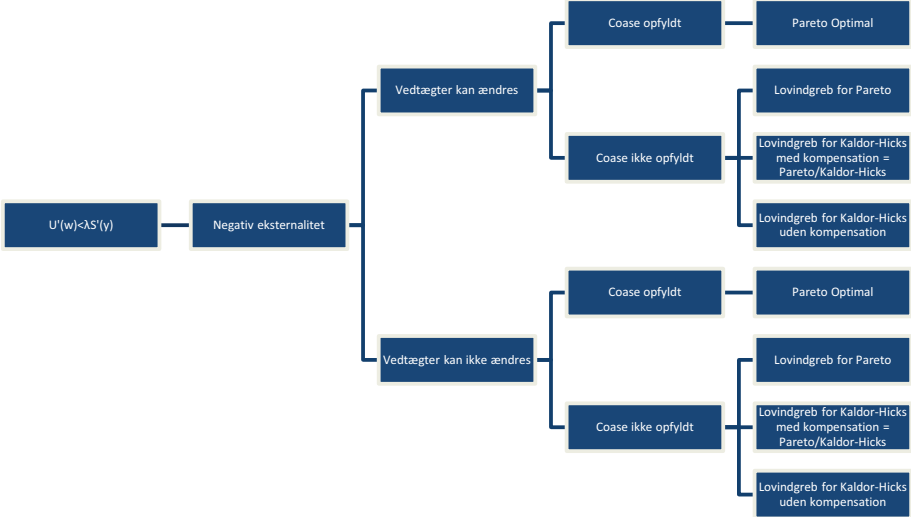 U'(w)<λS'(y)
Negativ eksternalitet
Vedtægter kan ændres
Coase opfyldt
Pareto Optimal
Coase ikke opfyldt
Lovindgreb for Pareto
Lovindgreb for Kaldor-Hicks
med kompensation =
Pareto/Kaldor-Hicks
Lovindgreb for Kaldor-Hicks
uden kompensation
Vedtægter kan ikke ændres
Coase opfyldt
Pareto Optimal
Coase ikke opfyldt
Lovindgreb for Pareto
Lovindgreb for Kaldor-Hicks
med kompensation =
Pareto/Kaldor-Hicks
Lovindgreb for Kaldor-Hicks
uden kompensation